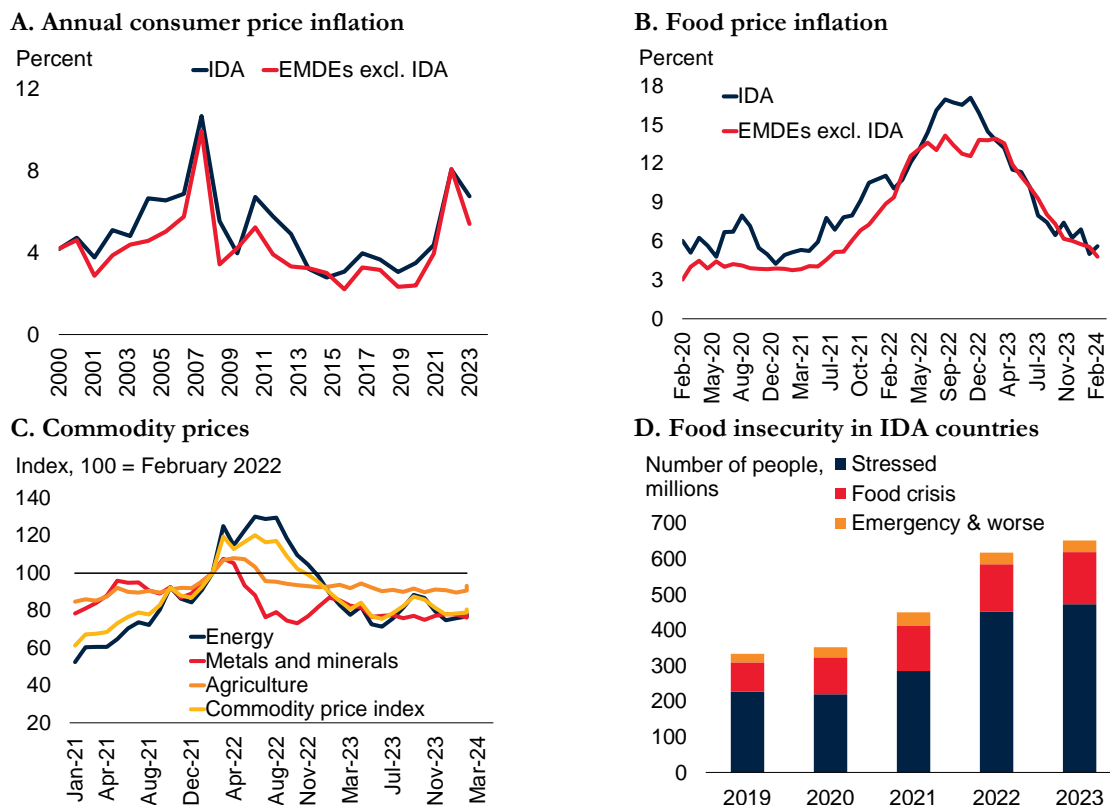 A. Annual consumer price inflation
Percent
IDA
EMDEs excl. IDA
12
8
4
0
2000
2001
2003
2005
2007
2009
2011
2013
2015
2017
2019
2021
2023
B. Food price inflation
Percent
18
15
12
9
6
3
0
IDA
EMDEs excl. IDA
Feb-20
May-20
Aug-20
Dec-20
Mar-21
Jul-21
Oct-21
Feb-22
May-22
Sep-22
Dec-22
Apr-23
Jul-23
Nov-23
Feb-24
C. Commodity prices
Index, 100 = February 2022
140
120
100
80
60
40
20
Energy
Metals and minerals
Agriculture
Commodity price index
Jan-21
Apr-21
Aug-21
Dec-21
Apr-22
Aug-22
Nov-22
Mar-23
Jul-23
Nov-23
Mar-24
D. Food insecurity in IDA countries
Number of people,
millions
Stressed
Food crisis
Emergency & worse
700
600
500
400
300
200
100
0
2019
2020
2021
2022
2023